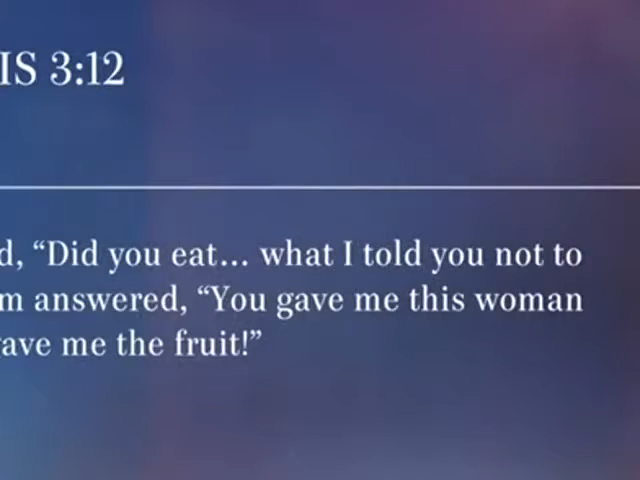 IS 3:12
d, “Did you eat... what I told you not to
m answered, “You gave me this woman
ave me the fruit!”